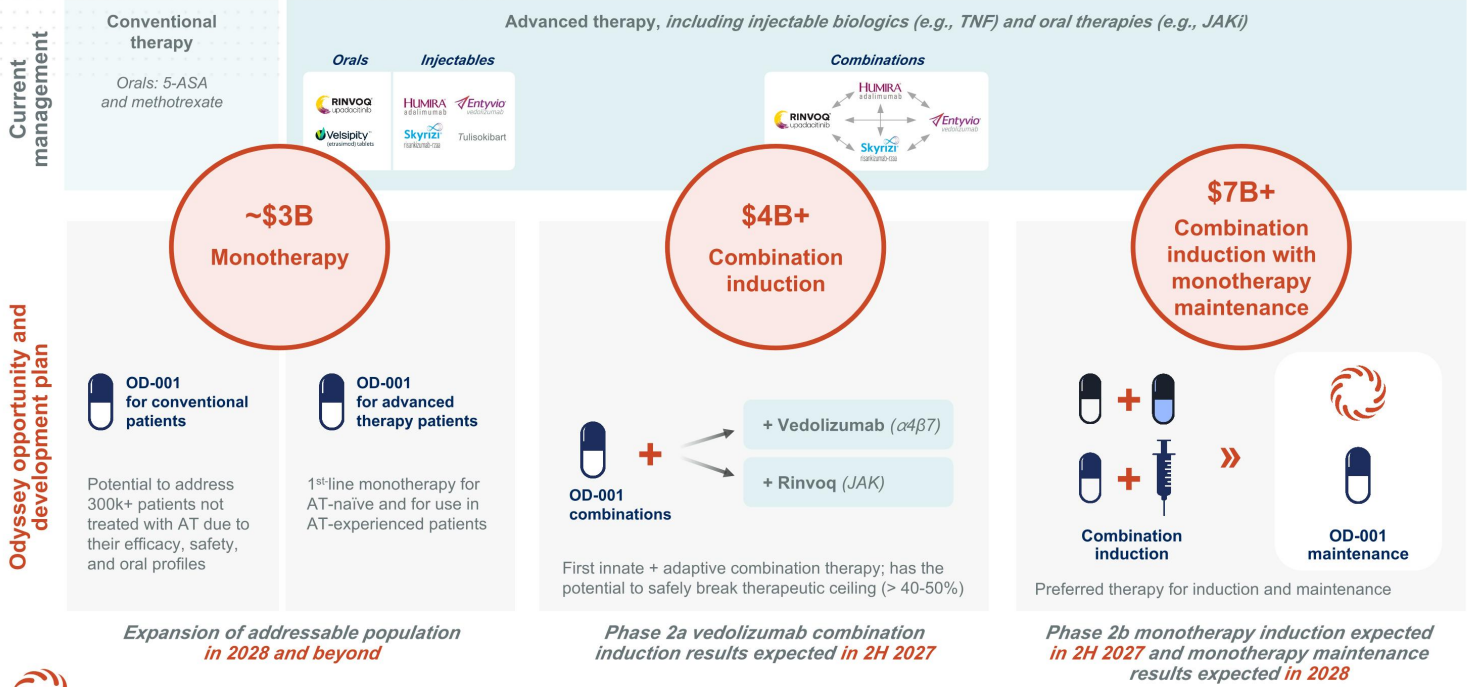 Current
management
Conventional
therapy
Orals: 5-ASA
and methotrexate
Advanced therapy, including injectable biologics (e.g., TNF) and oral therapies (e.g., JAKi)
Orals
Injectables
RINVOQ
upadacitinib
Velsipity™
(etrasimod) tablets
HUMIRA
adalimumab
Entyvio
vedolizumab
Skyrizi
risankizumab-rzaa
Tulisokibart
Combinations
HUMIRA
adalimumab
RINVOQ
upadacitinib
Entyvio
vedolizumab
Skyrizi
risankizumab-rzaa
Odyssey opportunity and
development plan
~$3B
Monotherapy
OD-001
for conventional
patients
Potential to address
300k+ patients not
treated with AT due to
their efficacy, safety,
and oral profiles
OD-001
for advanced
therapy patients
1st-line monotherapy for
AT-naïve and for use in
AT-experienced patients
Expansion of addressable population
in 2028 and beyond
$4B+
Combination
induction
OD-001
combinations
+
+ Vedolizumab (α4β7)
+ Rinvoq (JAK)
First innate + adaptive combination therapy; has the
potential to safely break therapeutic ceiling (> 40-50%)
Phase 2a vedolizumab combination
induction results expected in 2H 2027
$7B+
Combination
induction with
monotherapy
maintenance
+
+
»
Combination
induction
OD-001
maintenance
Preferred therapy for induction and maintenance
Phase 2b monotherapy induction expected
in 2H 2027 and monotherapy maintenance
results expected in 2028